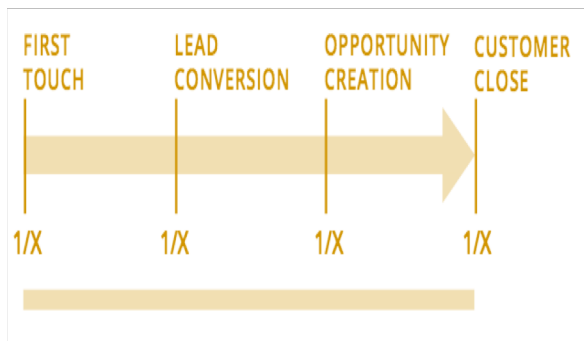 FIRST
TOUCH
LEAD
CONVERSION
OPPORTUNITY
CREATION
CUSTOMER
CLOSE
1/X
1/X
1/X
1/X